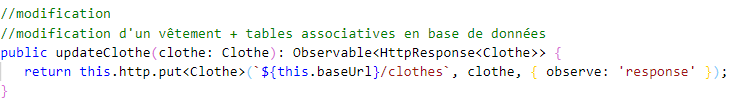 //modification
//modification d'un vêtement + tables associatives en base de données
public updateClothe(clothe: Clothe): Observable<HttpResponse<Clothe>> {
   return this.http.put<Clothe>(`${this.baseUrl}/clothes`, clothe, { observe: 'response' });
}